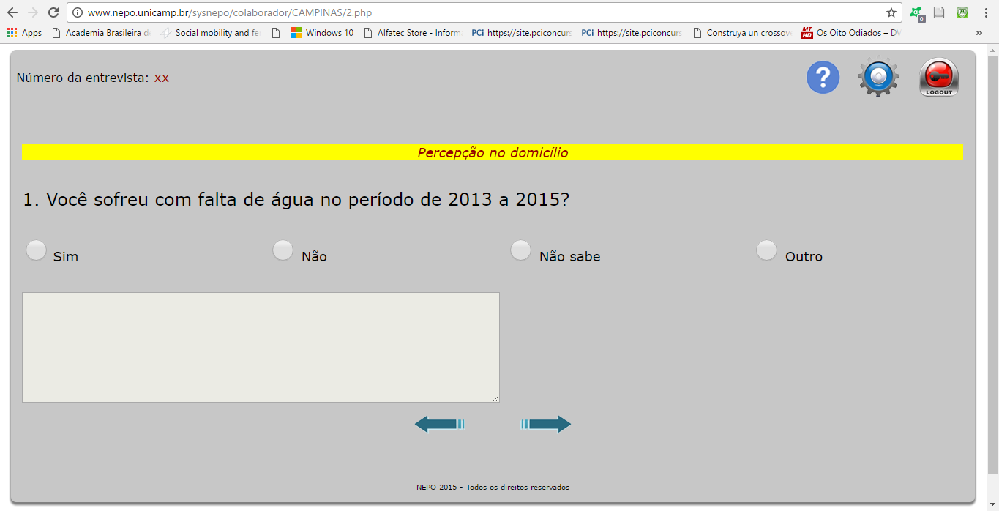 www.nepo.unicamp.br/sysnepo/colaborador/CAMPINAS/2.php
0
Apps Academia Brasileira d Social mobility and fe Windows 10 Alfatec Store - Inform PCi https://site.pciconcurs PCi https://site.pciconcurs Construya un crossov MT HD Os Oito Odiados – DV »
Número da entrevista: xx
?
LOGOUT
Percepção no domicílio
1. Você sofreu com falta de água no período de 2013 a 2015?
Sim Não Não sabe Outro
NEPO 2015 - Todos os direitos reservados